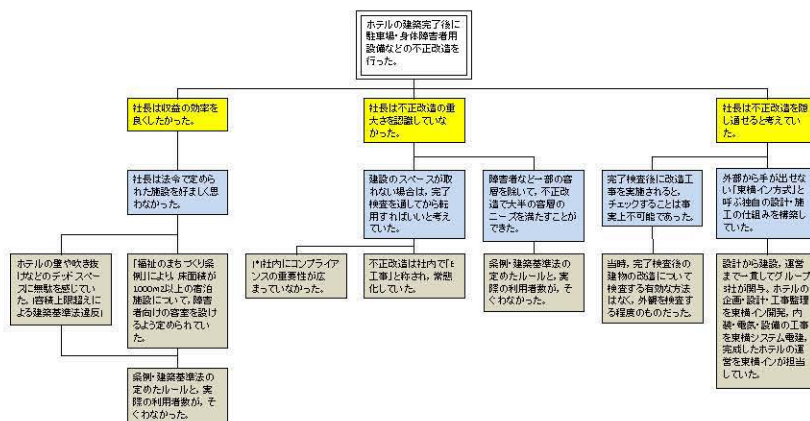 ホテルの建築完了後に
駐車場・身体障害者用
設備などの不正改造を
行った。
社長は収益の効率を
良くしたかった。
社長は不正改造の重
大さを認識していな
かった。
社長は不正改造を隠
し通せると考えてい
た。
社長は法令で定めら
れた施設を好ましく思
わなかった。
建設のスペースが取
れない場合は，完了
検査を通してから転
用すればいいと考え
ていた。
障害者など一部の客
層を除いて，不正改
造で大半の客層の
ニーズを満たすことが
できた。
完了検査後に改造工
事を実施されると，
チェックすることは事
実上不可能であった。
外部から手が出せな
い「東横イン方式」と
呼ぶ独自の設計・施
工の仕組みを構築し
ていた。
ホテルの壁や吹き抜
けなどのデッドスペー
スに無駄を感じてい
た。(容積上限超えに
よる建築基準法違反)
「福祉のまちづくり条
例」により，床面積が
1000m2以上の宿泊
施設について，障害
者向けの客室を設け
るよう定められてい
た。
(*)社内にコンプライア
ンスの重要性が広
まっていなかった。
不正改造は社内で「E
工事」と称され，常態
化していた。
条例・建築基準法の
定めたルールと，実
際の利用者数が，そ
ぐわなかった。
当時，完了検査後の
建物の改造について
検査する有効な方法
はなく，外観を検査す
る程度のものだった。
設計から建設，運営
まで一貫してグループ
3社が関与。ホテルの
企画・設計・工事監理
を東横イン開発，内
装・電気・設備の工事
を東横システム電建，
完成したホテルの運
営を東横インが担当
していた。
条例・建築基準法の
定めたルールと，実
際の利用者数が，そ
ぐわなかった。